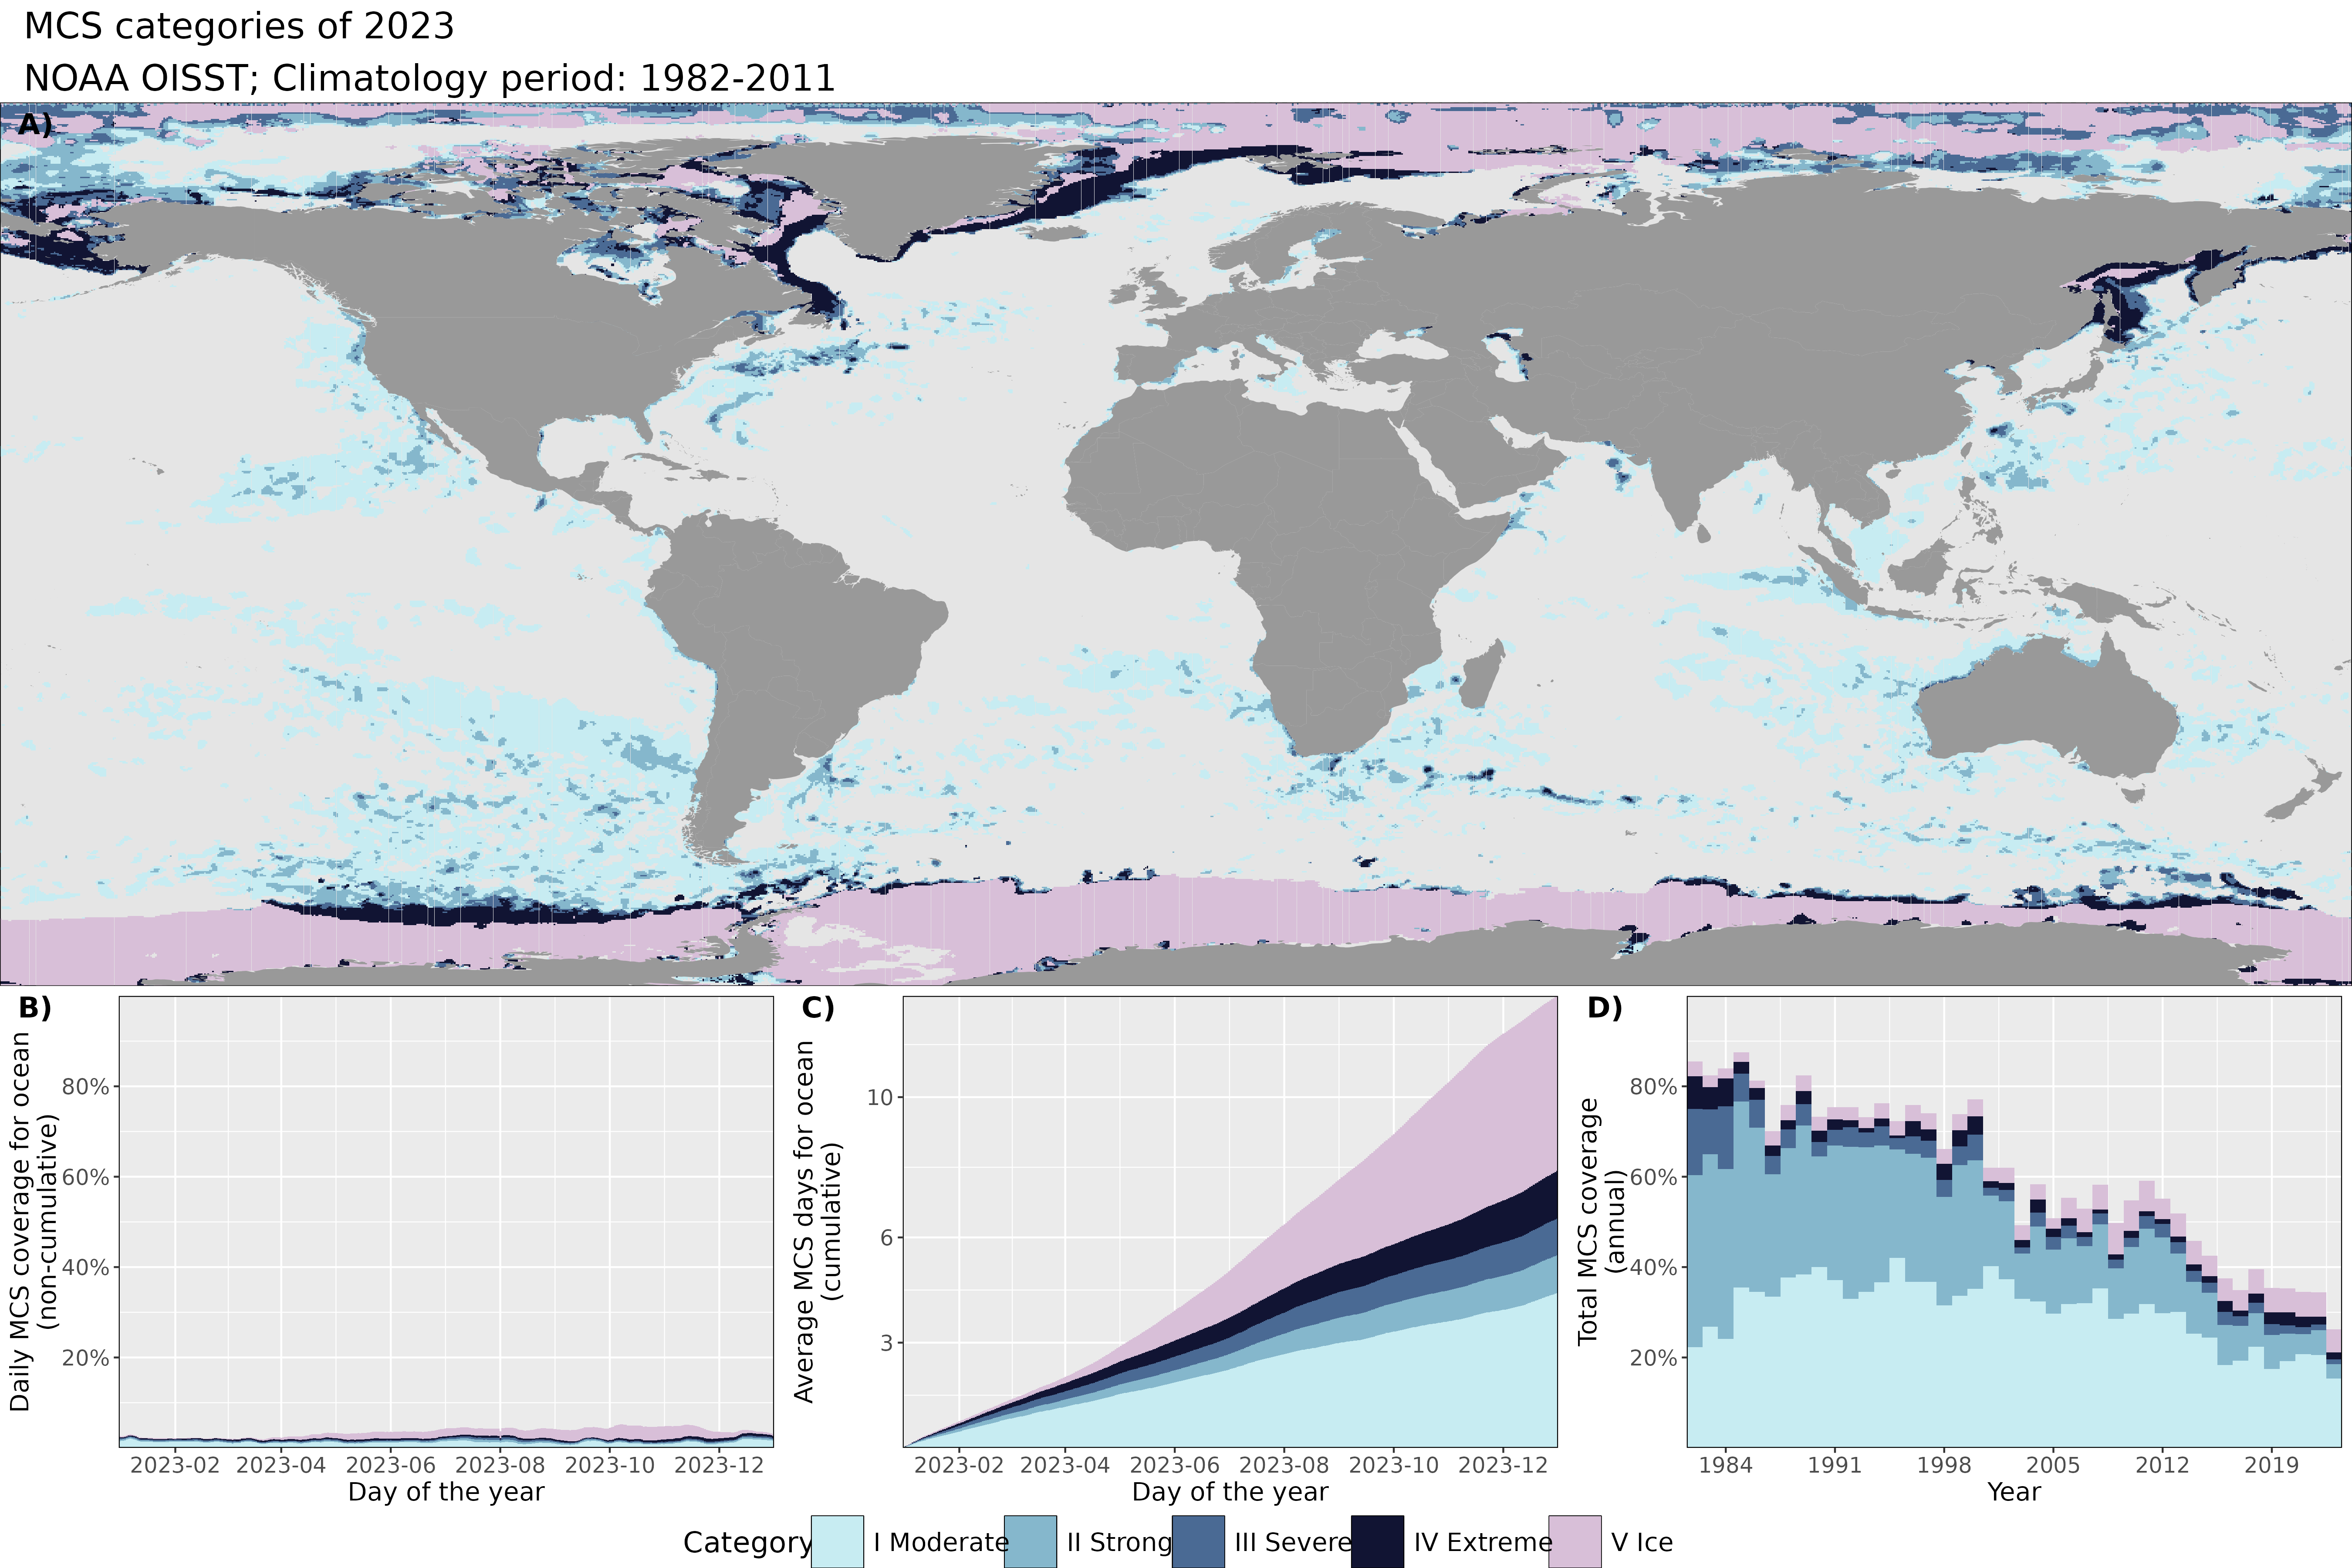 MCS categories of 2023
NOAA OISST; Climatology period: 1982-2011
A)
B)
Daily MCS coverage for ocean
(non-cumulative)
80%
60%
40%
20%
2023-02 2023-04 2023-06 2023-08 2023-10 2023-12
Day of the year
C)
Average MCS days for ocean
(cumulative)
10
6
3
2023-02 2023-04 2023-06 2023-08 2023-10 2023-12
Day of the year
D)
Total MCS coverage
(annual)
80%
60%
40%
20%
1984 1991 1998 2005 2012 2019
Year
Category I Moderate II Strong III Severe IV Extreme V Ice